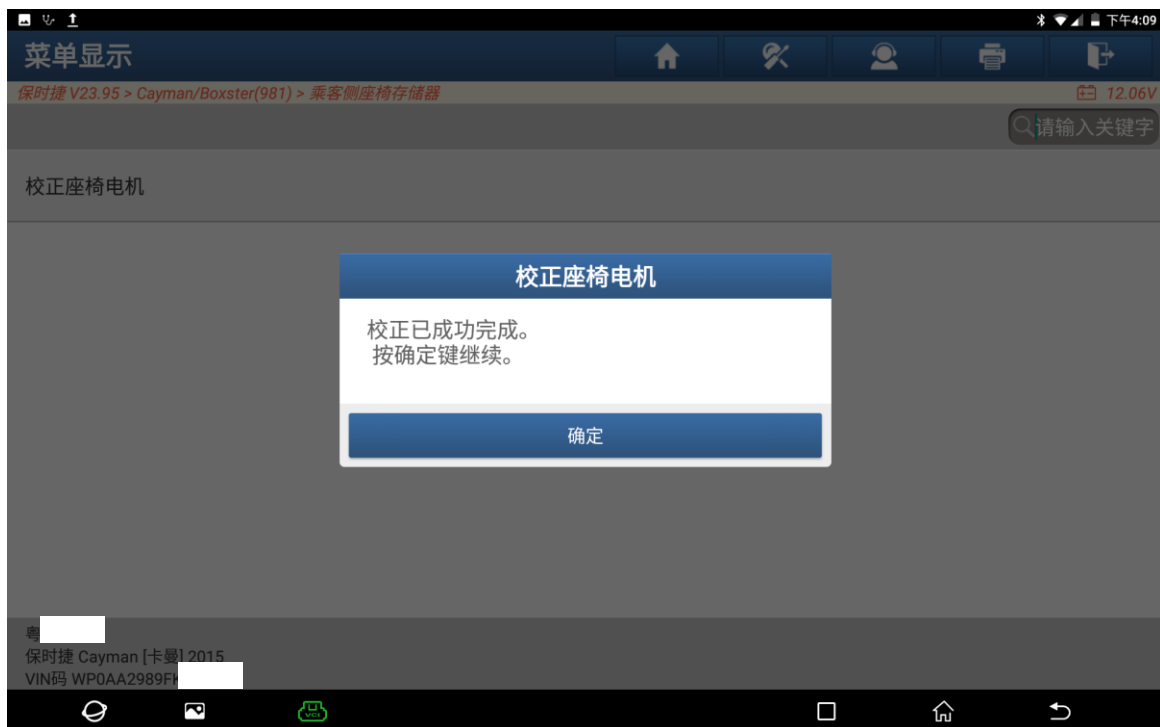 下午4:09
菜单显示
保时捷 V23.95 > Cayman/Boxster(981) > 乘客侧座椅存储器 12.06V
请输入关键字
校正座椅电机
校正座椅电机
校正已成功完成。
按确定键继续。
确定
粤
保时捷 Cayman [卡曼] 2015
VIN码 WP0AA2989F
VCI